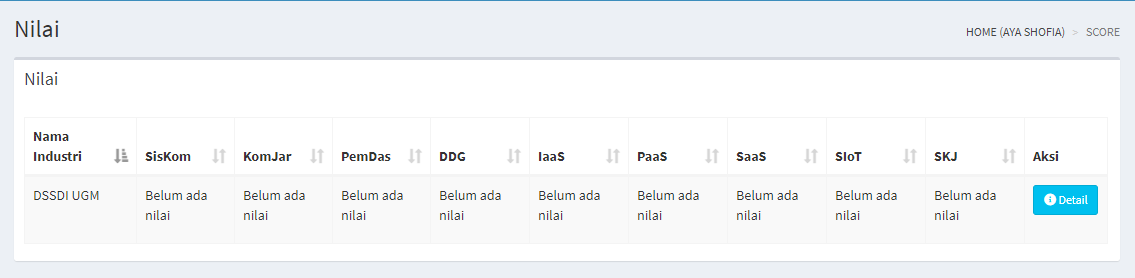 Nilai
HOME (AYA SHOFIA) > SCORE
Nilai
Nama
Industri SisKom KomJar PemDas DDG IaaS PaaS SaaS SIoT SKJ Aksi
DSSDI UGM Belum ada Belum ada Belum ada Belum ada Belum ada Belum ada Belum ada Belum ada Belum ada Detail
nilai nilai nilai nilai nilai nilai nilai nilai nilai